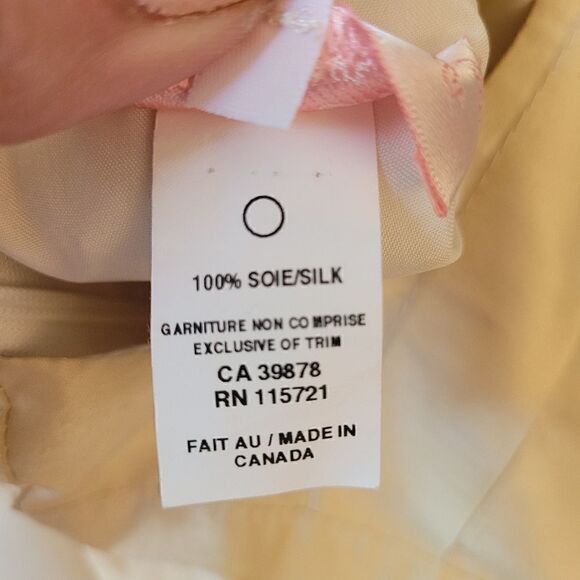 100% SOIE/SILK
GARNITURE NON COMPRISE
EXCLUSIVE OF TRIM
CA 39878
RN 115721
FAIT AU / MADE IN
CANADA